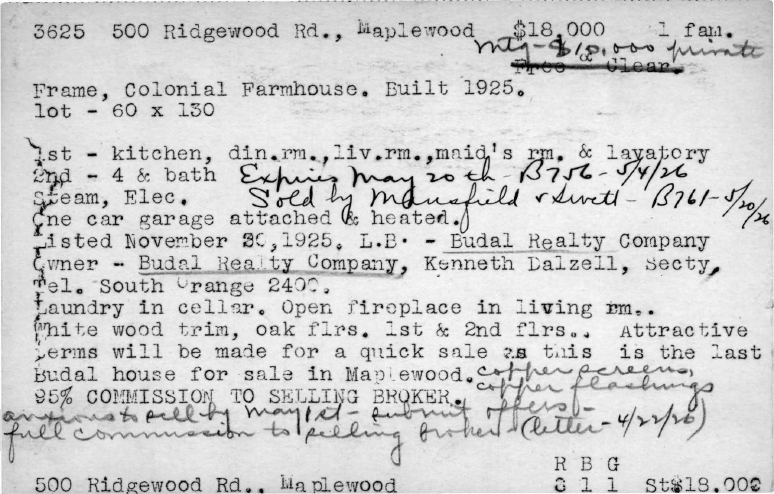 3625 500 Ridgewood Rd., Maplewood $18,000 1 fam.
Mtg - $10,000 private
Free & Clear.
Frame, Colonial Farmhouse. Built 1925.
lot - 60 x 130
1st - kitchen, din.rm.,liv.rm.,maid's rm. & lavatory
2nd - 4 & bath Expires May 20th - B756 - 5/4/26
Steam, Elec. Sold by Mansfield & Swett - B761 - 5/20/26
One car garage attached & heated.
Listed November 30,1925. L.B. - Budal Realty Company
Owner - Budal Realty Company, Kenneth Dalzell, Secty,
Tel. South Orange 2400.
Laundry in cellar. Open fireplace in living rm..
White wood trim, oak flrs. 1st & 2nd flrs.. Attractive
terms will be made for a quick sale as this is the last
Budal house for sale in Maplewood. copper screens,
95% COMMISSION TO SELLING BROKER. copper flashings
anxious to sell by May 1st - submit offers -
full commission to selling broker (letter - 4/22/26)
R B G
500 Ridgewood Rd., Maplewood 8 1 1 St$18,000